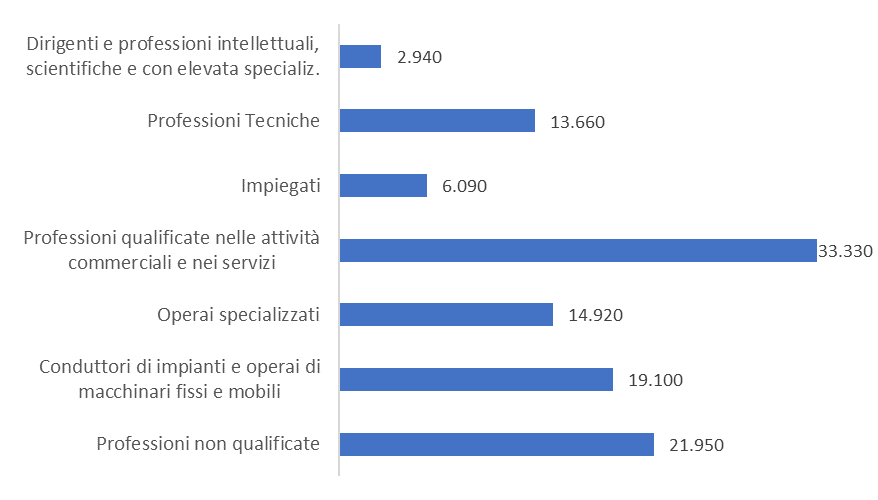 Dirigenti e professioni intellettuali,
scientifiche e con elevata specializ.
2.940
Professioni Tecniche
13.660
Impiegati
6.090
Professioni qualificate nelle attività
commerciali e nei servizi
33.330
Operai specializzati
14.920
Conduttori di impianti e operai di
macchinari fissi e mobili
19.100
Professioni non qualificate
21.950